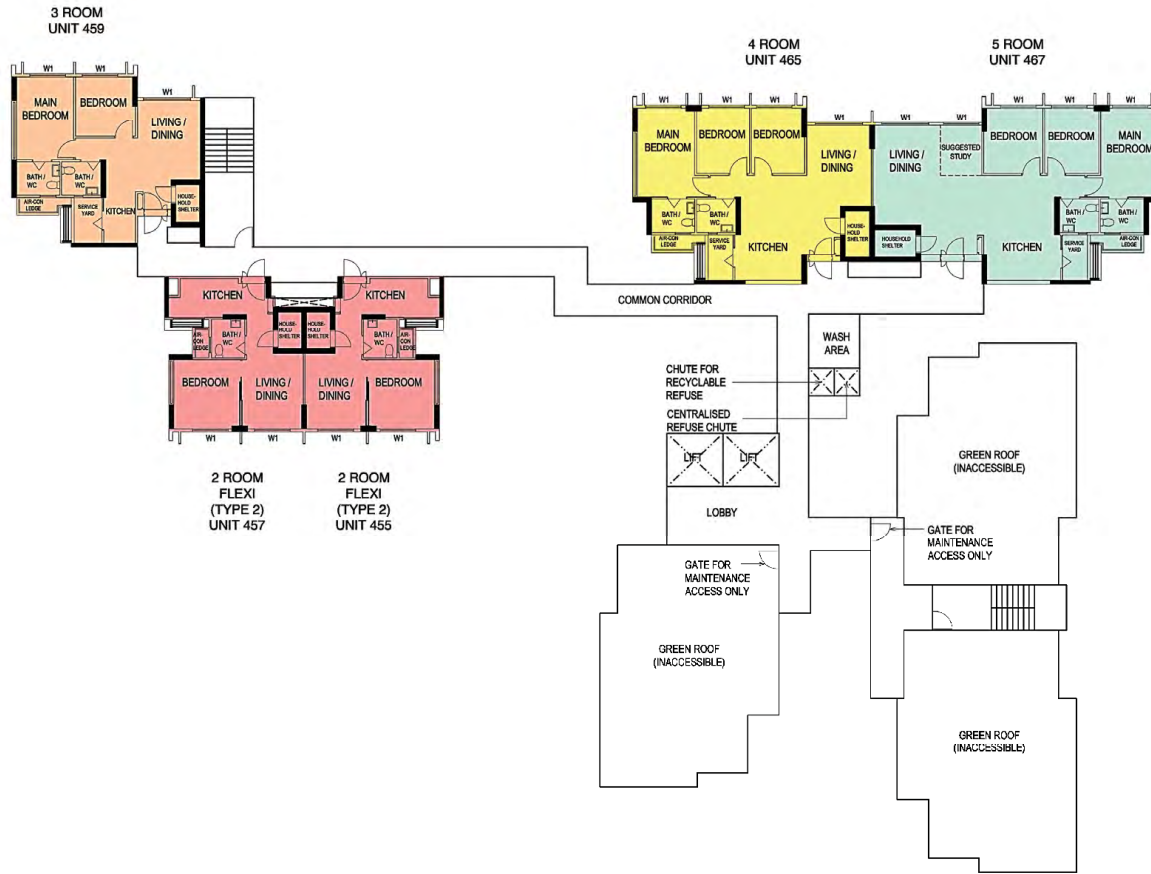 3 ROOM
UNIT 459
4 ROOM
UNIT 465
5 ROOM
UNIT 467
W1
W1
W1
MAIN
BEDROOM
BEDROOM
LIVING /
DINING
BATH /
WC
BATH /
WC
AIR-CON
LEDGE
SERVICE
YARD
KITCHEN
HOUSE-
HOLD
SHELTER
W1
W1
W1
W1
MAIN
BEDROOM
BEDROOM
BEDROOM
LIVING /
DINING
BATH /
WC
BATH /
WC
AIR-CON
LEDGE
SERVICE
YARD
KITCHEN
HOUSE-
HOLD
SHELTER
W1
W1
W1
W1
W1
LIVING /
DINING
SUGGESTED
STUDY
BEDROOM
BEDROOM
MAIN
BEDROOM
HOUSEHOLD
SHELTER
KITCHEN
BATH /
WC
BATH /
WC
SERVICE
YARD
AIR-CON
LEDGE
KITCHEN
KITCHEN
HOUSE-
HOLD
SHELTER
HOUSE-
HOLD
SHELTER
AIR-
CON
LEDGE
BATH /
WC
BATH /
WC
AIR-
CON
LEDGE
BEDROOM
LIVING /
DINING
LIVING /
DINING
BEDROOM
W1
W1
W1
W1
2 ROOM
FLEXI
(TYPE 2)
UNIT 457
2 ROOM
FLEXI
(TYPE 2)
UNIT 455
COMMON CORRIDOR
WASH
AREA
CHUTE FOR
RECYCLABLE
REFUSE
CENTRALISED
REFUSE CHUTE
LIFT
LIFT
LOBBY
GREEN ROOF
(INACCESSIBLE)
GATE FOR
MAINTENANCE
ACCESS ONLY
GATE FOR
MAINTENANCE
ACCESS ONLY
GREEN ROOF
(INACCESSIBLE)
GREEN ROOF
(INACCESSIBLE)